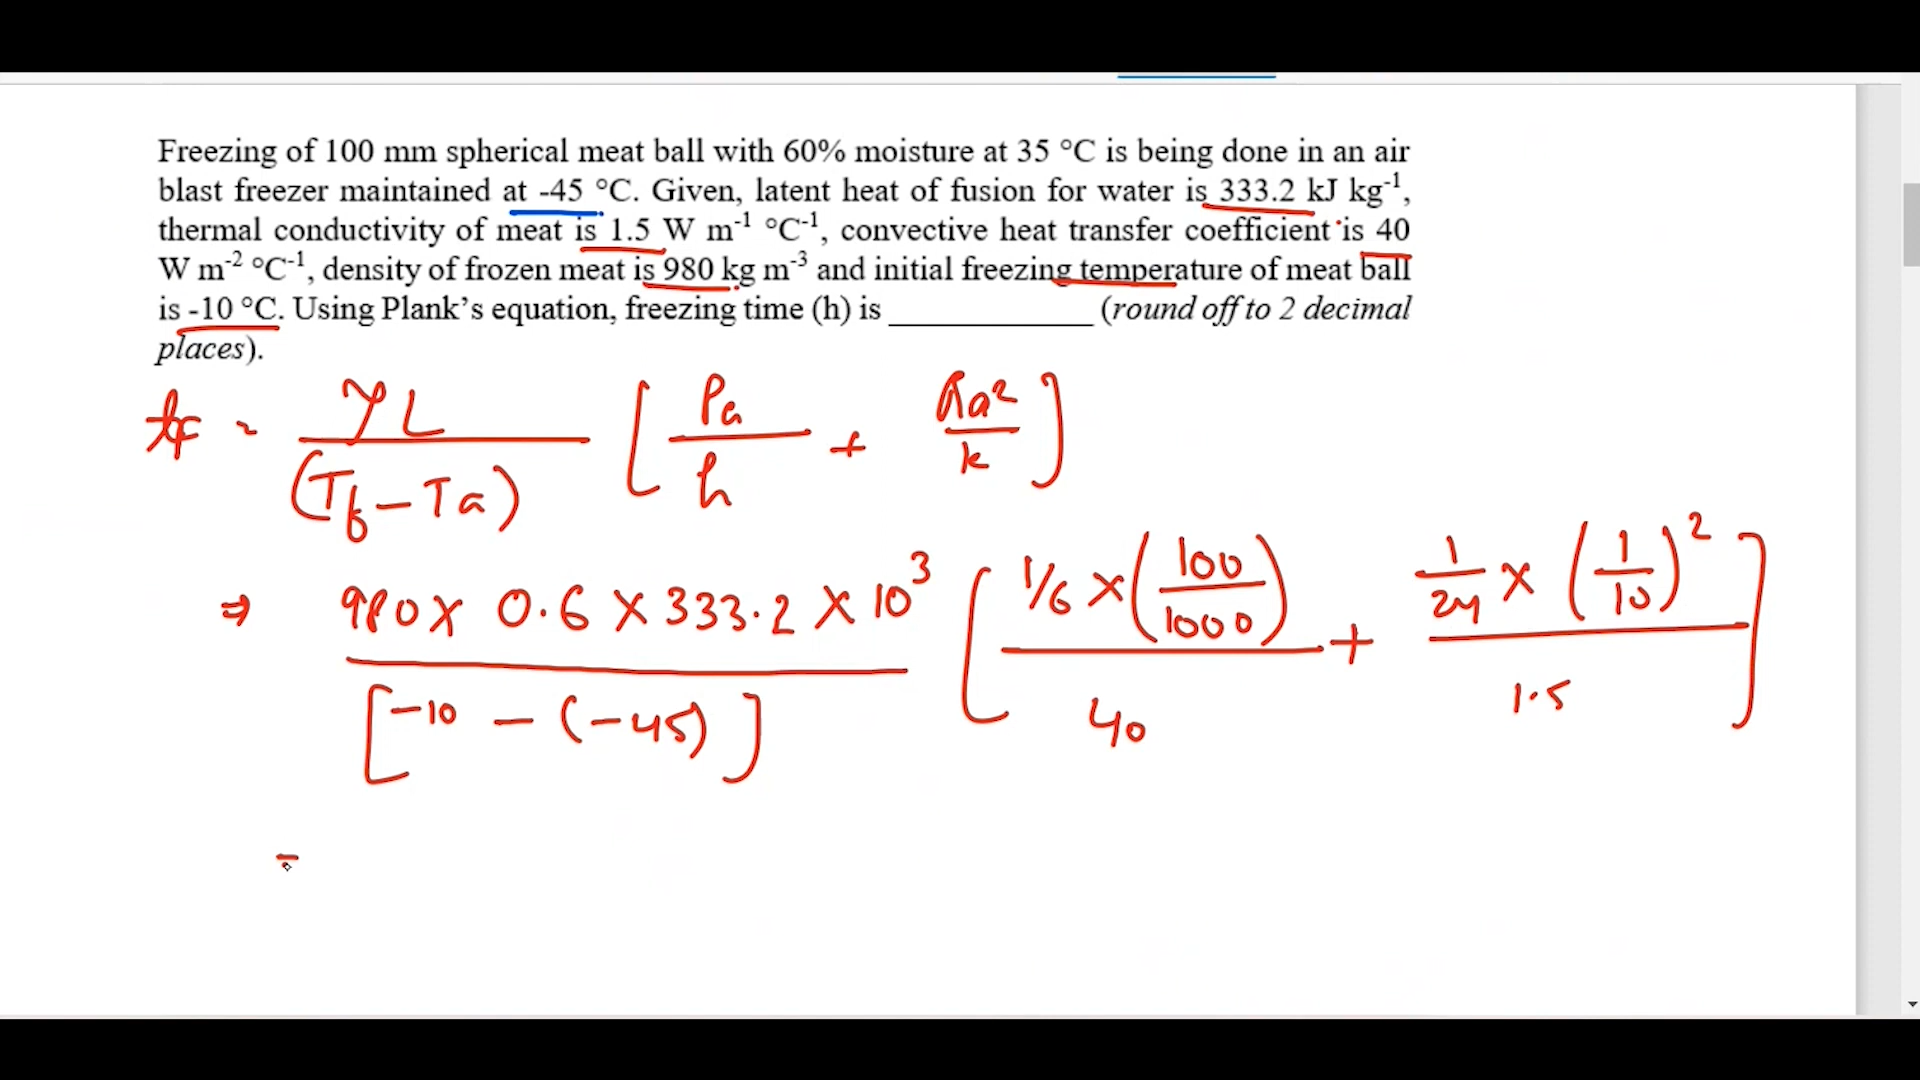 Freezing of 100 mm spherical meat ball with 60% moisture at 35 °C is being done in an air
blast freezer maintained at -45 °C. Given, latent heat of fusion for water is 333.2 kJ kg⁻¹,
thermal conductivity of meat is 1.5 W m⁻¹ °C⁻¹, convective heat transfer coefficient is 40
W m⁻² °C⁻¹, density of frozen meat is 980 kg m⁻³ and initial freezing temperature of meat ball
is -10 °C. Using Plank’s equation, freezing time (h) is ____________ (round off to 2 decimal
places).
tf = ρL / (Tf - Ta) [ Pa / h + Ra² / k ]
⇒ 980 × 0.6 × 333.2 × 10³ / [-10 - (-45)] [ 1/6 × (100/1000) / 40 + 1/24 × (1/10)² / 1.5 ]